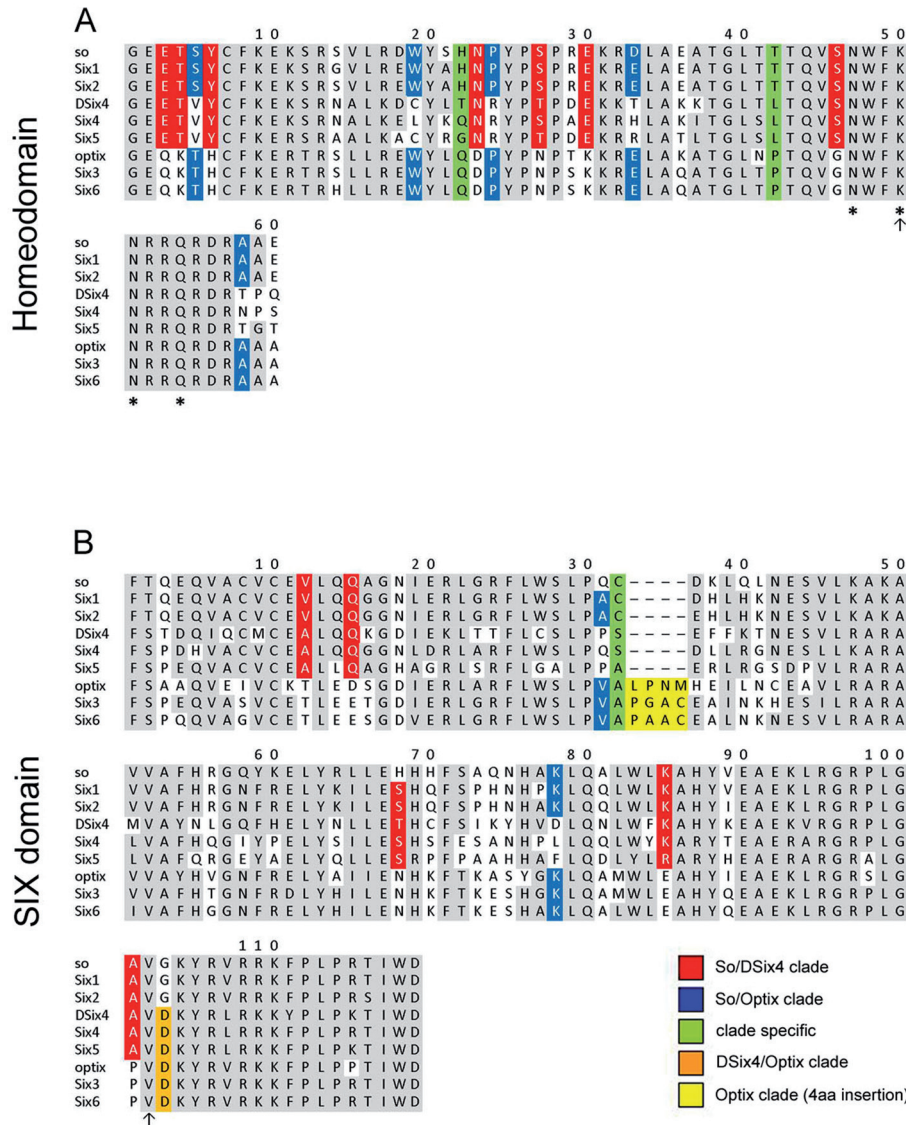 A
Homeodomain
10 20 30 40 50
so G E E T S Y C F K E K S R S V L R D W Y S H N P Y P S P R E K R D L A E A T G L T T T Q V S N W F K
Six1 G E E T S Y C F K E K S R G V L R E W Y A H N P Y P S P R E K R E L A E A T G L T T T Q V S N W F K
Six2 G E E T S Y C F K E K S R S V L R E W Y A H N P Y P S P R E K R E L A E A T G L T T T Q V S N W F K
DSix4 G E E T V Y C F K E K S R N A L K D C Y L T N R Y P T P D E K K T L A K K T G L T L T Q V S N W F K
Six4 G E E T V Y C F K E K S R N A L K E L Y K Q N R Y P S P A E K R H L A K I T G L S L T Q V S N W F K
Six5 G E E T V Y C F K E R S R A A L K A C Y R G N R Y P T P D E K R R L A T L T G L S L T Q V S N W F K
optix G E Q K T H C F K E R T R S L L R E W Y L Q D P Y P N P T K K R E L A K A T G L N P T Q V G N W F K
Six3 G E Q K T H C F K E R T R S L L R E W Y L Q D P Y P N P S K K R E L A Q A T G L T P T Q V G N W F K
Six6 G E Q K T H C F K E R T R H L L R E W Y L Q D P Y P N P S K K R E L A Q A T G L T P T Q V G N W F K
* *
↑
60
so N R R Q R D R A A E
Six1 N R R Q R D R A A E
Six2 N R R Q R D R A A E
DSix4 N R R Q R D R T P Q
Six4 N R R Q R D R N P S
Six5 N R R Q R D R T G T
optix N R R Q R D R A A A
Six3 N R R Q R D R A A A
Six6 N R R Q R D R A A A
* *
B
SIX domain
10 20 30 40 50
so F T Q E Q V A C V C E V L Q Q A G N I E R L G R F L W S L P Q C – – – – D K L Q L N E S V L K A K A
Six1 F T Q E Q V A C V C E V L Q Q G G N L E R L G R F L W S L P A C – – – – D H L H K N E S V L K A K A
Six2 F T Q E Q V A C V C E V L Q Q G G N I E R L G R F L W S L P A C – – – – E H L H K N E S V L K A K A
DSix4 F S T D Q I Q C M C E A L Q Q K G D I E K L T T F L C S L P P S – – – – E F F K T N E S V L R A R A
Six4 F S P D H V A C V C E A L Q Q G G N L D R L A R F L W S L P Q S – – – – D L L R G N E S L L K A R A
Six5 F S P E Q V A C V C E A L L Q A G H A G R L S R F L G A L P P A – – – – E R L R G S D P V L R A R A
optix F S A A Q V E I V C K T L E D S G D I E R L A R F L W S L P V A L P N M H E I L N C E A V L R A R A
Six3 F S P E Q V A S V C E T L E E T G D I E R L G R F L W S L P V A P G A C E A I N K H E S I L R A R A
Six6 F S P Q Q V A G V C E T L E E S G D V E R L G R F L W S L P V A P A A C E A L N K N E S V L R A R A
60 70 80 90 100
so V V A F H R G Q Y K E L Y R L L E H H H F S A Q N H A K L Q A L W L K A H Y V E A E K L R G R P L G
Six1 V V A F H R G N F R E L Y K I L E S H Q F S P H N H P K L Q Q L W L K A H Y V E A E K L R G R P L G
Six2 V V A F H R G N F R E L Y K I L E S H Q F S P H N H A K L Q Q L W L K A H Y I E A E K L R G R P L G
DSix4 M V A Y N L G Q F H E L Y N L L E T H C F S I K Y H V D L Q N L W F K A H Y K E A E K V R G R P L G
Six4 L V A F H Q G I Y P E L Y S I L E S H S F E S A N H P L L Q Q L W Y K A R Y T E A E R A R G R P L G
Six5 L V A F Q R G E Y A E L Y Q L L E S R P F P A A H H A F L Q D L Y L R A R Y H E A E R A R G R A L G
optix V V A Y H V G N F R E L Y A I I E N H K F T K A S Y G K L Q A M W L E A H Y I E A E K L R G R S L G
Six3 V V A F H T G N F R D L Y H I L E N H K F T K E S H G K L Q A M W L E A H Y Q E A E K L R G R P L G
Six6 I V A F H G G N F R E L Y H I L E N H K F T K E S H A K L Q A L W L E A H Y Q E A E K L R G R P L G
110
so A V G K Y R V R R K F P L P R T I W D
Six1 A V G K Y R V R R K F P L P R T I W D
Six2 A V G K Y R V R R K F P L P R S I W D
DSix4 A V D K Y R L R K K Y P L P K T I W D
Six4 A V D K Y R L R R K F P L P R T I W D
Six5 A V D K Y R L R K K F P L P K T I W D
optix P V D K Y R V R K K F P L P P T I W D
Six3 P V D K Y R V R K K F P L P R T I W D
Six6 P V D K Y R V R K K F P L P R T I W D
↑
So/DSix4 clade
So/Optix clade
clade specific
DSix4/Optix clade
Optix clade (4aa insertion)